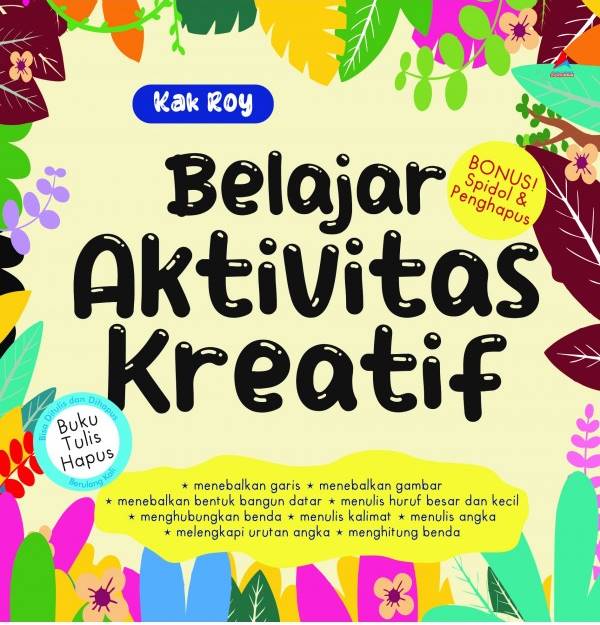 Kak Roy
Belajar
Aktivitas
Kreatif
BONUS!
Spidol &
Penghapus
Bisa Ditulis dan Dihapus
Buku
Tulis
Hapus
Berulang Kali
★ menebalkan garis ★ menebalkan gambar
★ menebalkan bentuk bangun datar ★ menulis huruf besar dan kecil
★ menghubungkan benda ★ menulis kalimat ★ menulis angka
★ melengkapi urutan angka ★ menghitung benda